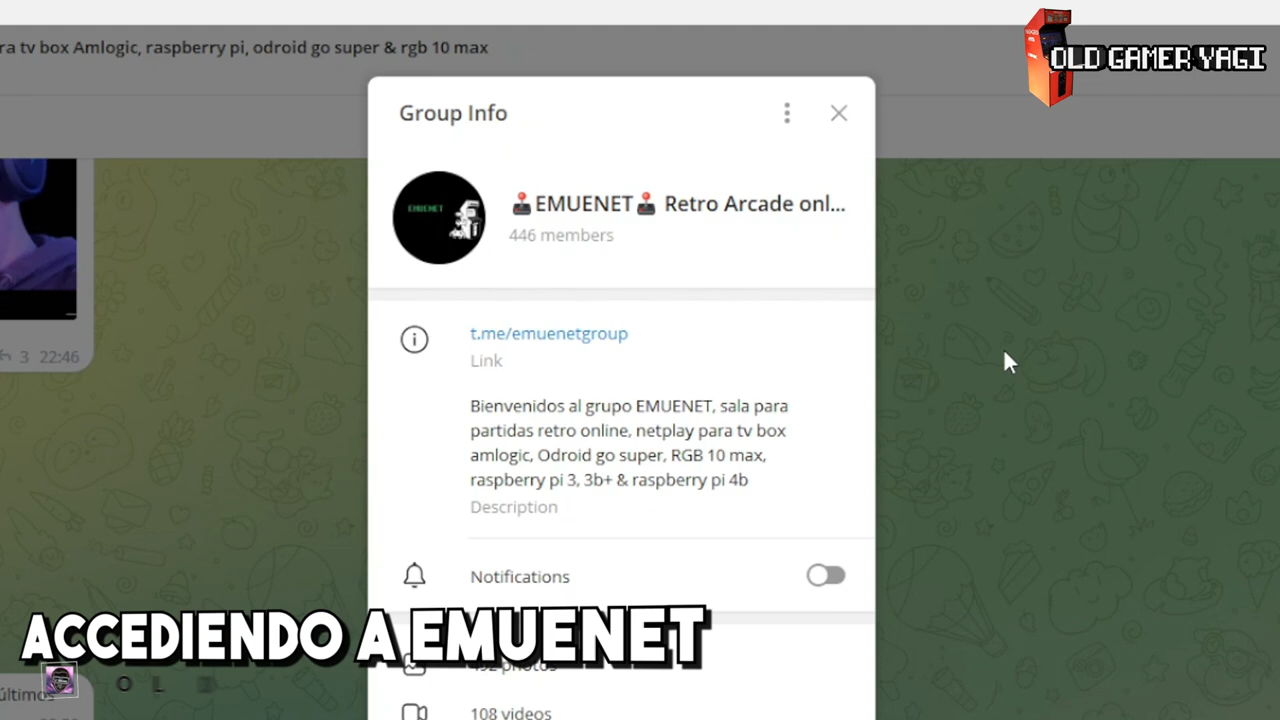 ra tv box Amlogic, raspberry pi, odroid go super & rgb 10 max
OLD GAMER YAGI
Group Info
EMUENET
🕹️EMUENET🕹️ Retro Arcade onl...
446 members
3 22:46
t.me/emuenetgroup
Link
Bienvenidos al grupo EMUENET, sala para
partidas retro online, netplay para tv box
amlogic, Odroid go super, RGB 10 max,
raspberry pi 3, 3b+ & raspberry pi 4b
Description
Notifications
ACCEDIENDO A EMUENET
photos
O L
últimos
108 videos